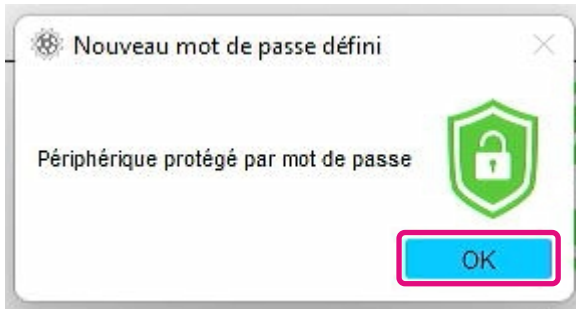 Nouveau mot de passe défini
Périphérique protégé par mot de passe
OK